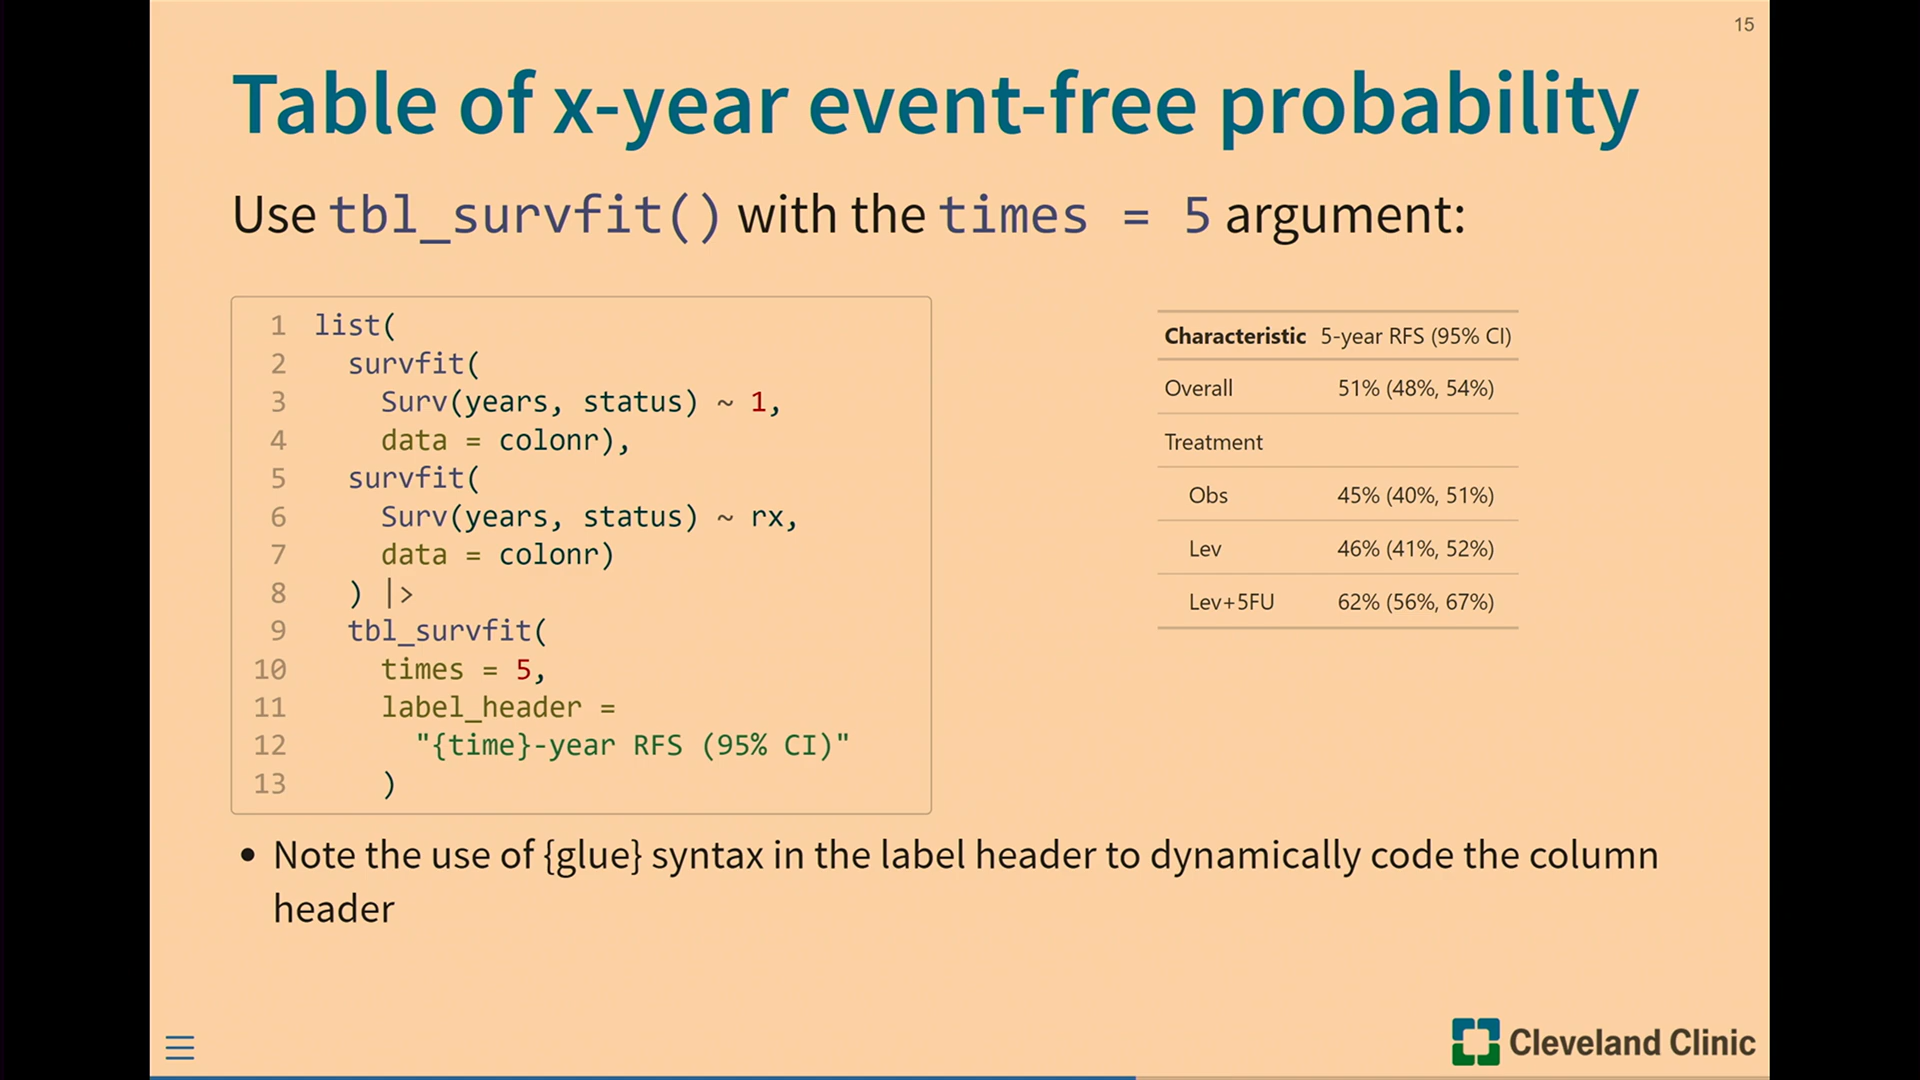 15
Table of x-year event-free probability
Use tbl_survfit() with the times = 5 argument:
1 list(
2 survfit(
3 Surv(years, status) ~ 1,
4 data = colonr),
5 survfit(
6 Surv(years, status) ~ rx,
7 data = colonr)
8 ) |>
9 tbl_survfit(
10 times = 5,
11 label_header =
12 "{time}-year RFS (95% CI)"
13 )
Characteristic 5-year RFS (95% CI)
Overall 51% (48%, 54%)
Treatment
Obs 45% (40%, 51%)
Lev 46% (41%, 52%)
Lev+5FU 62% (56%, 67%)
• Note the use of {glue} syntax in the label header to dynamically code the column
header
Cleveland Clinic